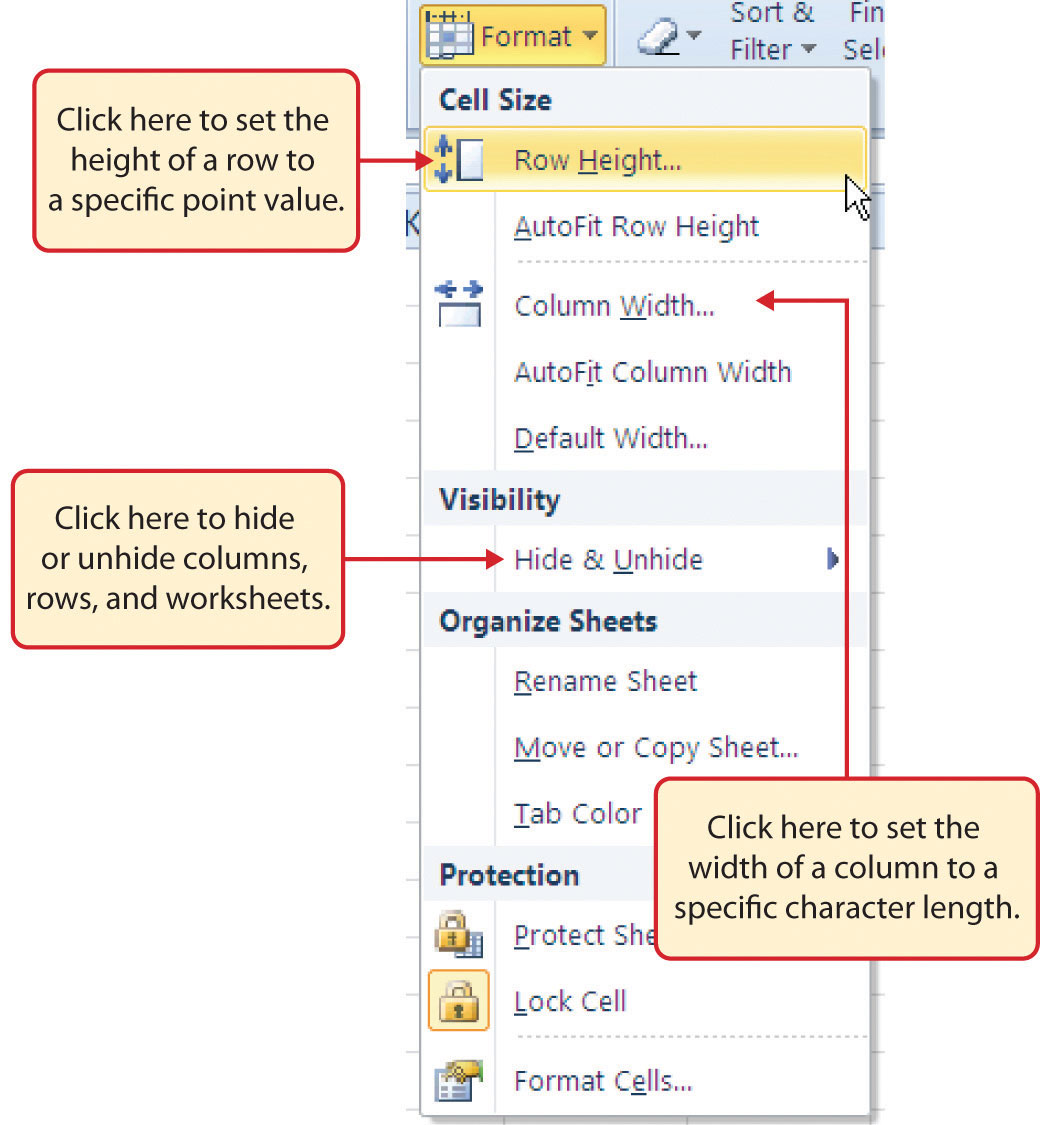 Sort & Fin
Format
Filter Sel
Cell Size
Click here to set the
height of a row to
a specific point value.
Row Height...
K
AutoFit Row Height
Column Width...
AutoFit Column Width
Default Width...
Visibility
Click here to hide
or unhide columns,
rows, and worksheets.
Hide & Unhide
Organize Sheets
Rename Sheet
Move or Copy Sheet...
Tab Color
Click here to set the
width of a column to a
specific character length.
Protection
Protect She
Lock Cell
Format Cells...